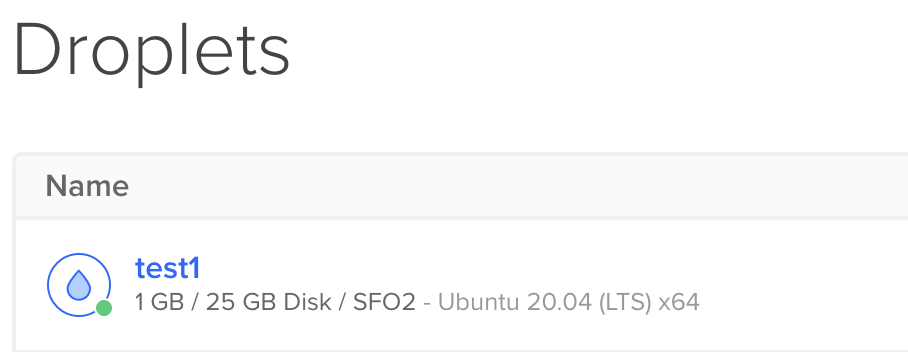 Droplets
Name
test1
1 GB / 25 GB Disk / SFO2 - Ubuntu 20.04 (LTS) x64